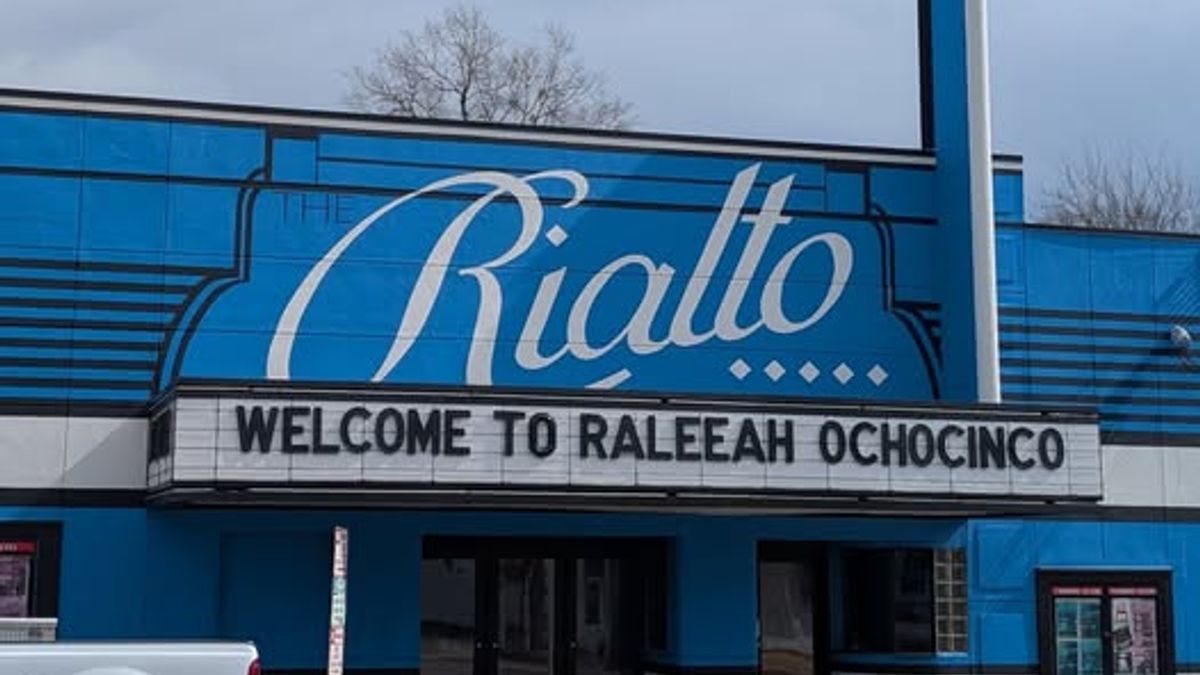 THE
Rialto
WELCOME TO RALEEAH OCHOCINCO